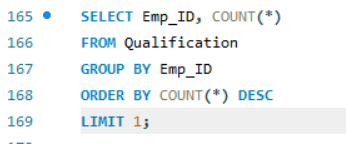 165 SELECT Emp_ID, COUNT(*)
166 FROM Qualification
167 GROUP BY Emp_ID
168 ORDER BY COUNT(*) DESC
169 LIMIT 1;